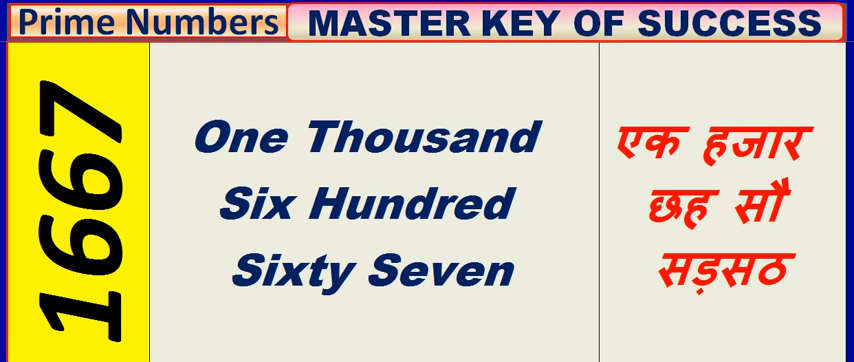 Prime Numbers
MASTER KEY OF SUCCESS
1667
One Thousand
Six Hundred
Sixty Seven
एक हजार
छह सौ
सड़सठ